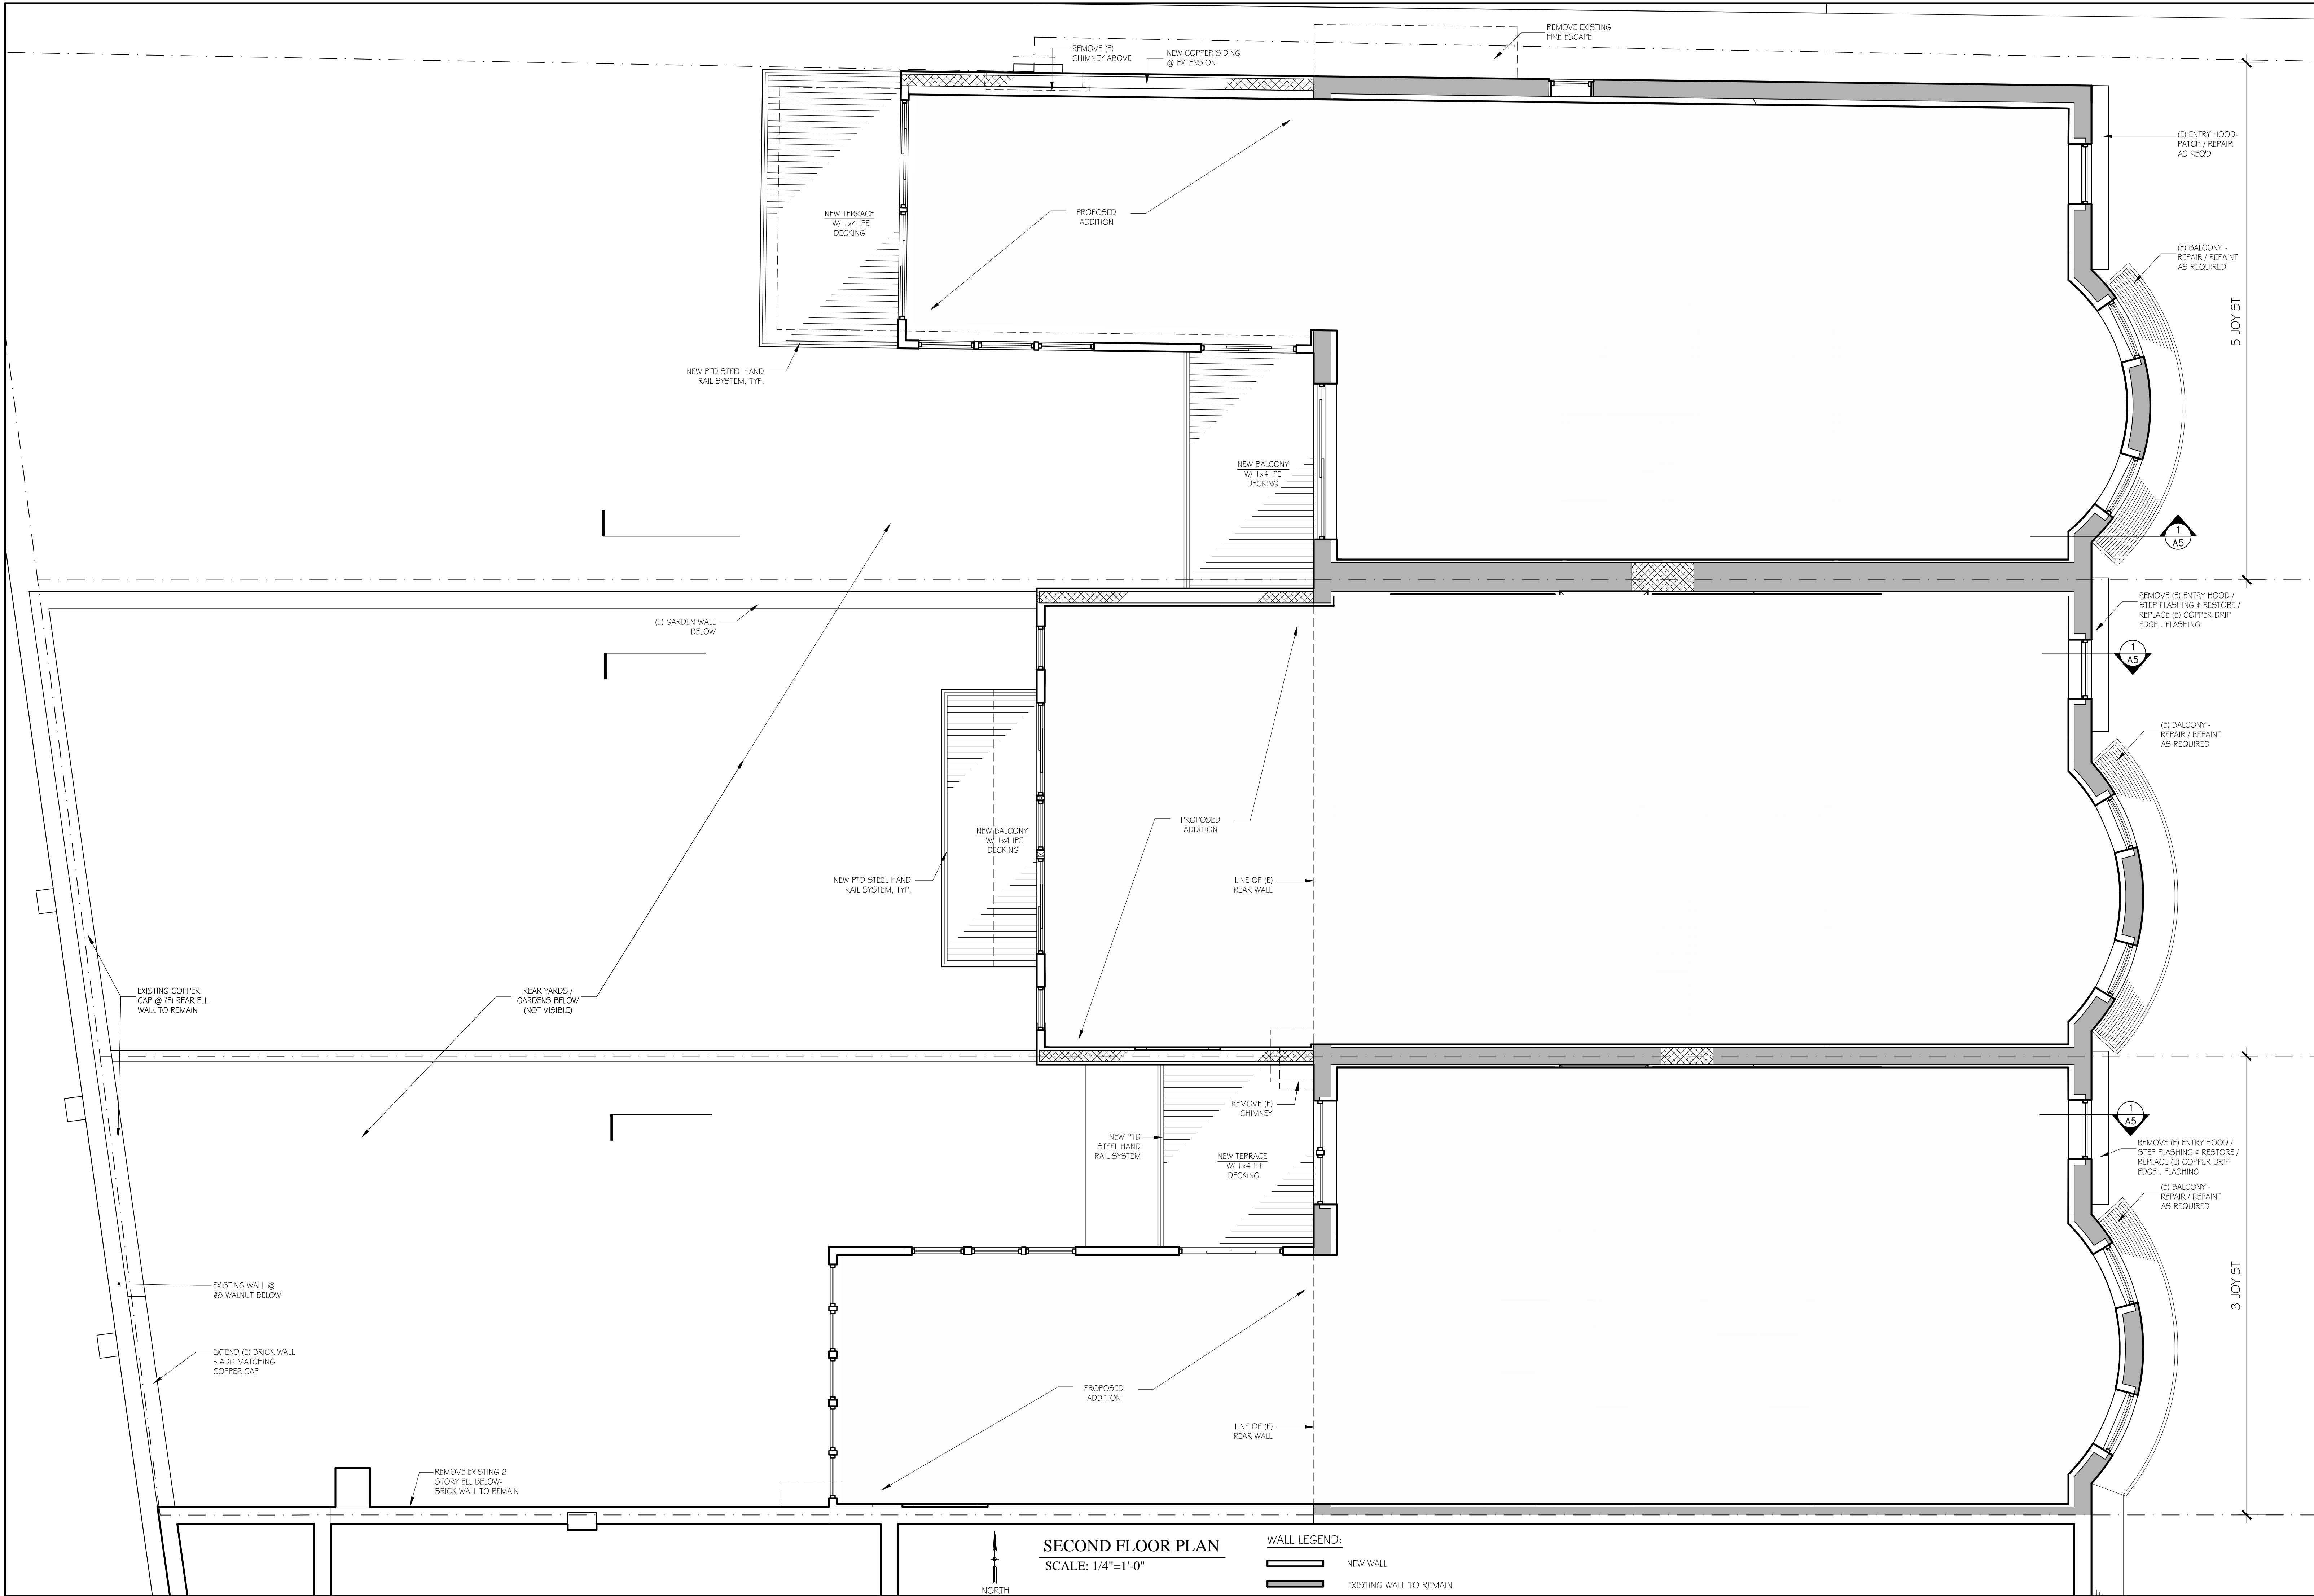 REMOVE EXISTING
FIRE ESCAPE
REMOVE (E)
CHIMNEY ABOVE
NEW COPPER SIDING
@ EXTENSION
(E) ENTRY HOOD-
PATCH / REPAIR
AS REQ'D
NEW TERRACE
W/ 1x4 IPE
DECKING
PROPOSED
ADDITION
(E) BALCONY -
REPAIR / REPAINT
AS REQUIRED
5 JOY ST
NEW PTD STEEL HAND
RAIL SYSTEM, TYP.
NEW BALCONY
W/ 1x4 IPE
DECKING
1
A5
(E) GARDEN WALL
BELOW
REMOVE (E) ENTRY HOOD /
STEP FLASHING & RESTORE /
REPLACE (E) COPPER DRIP
EDGE . FLASHING
1
A5
(E) BALCONY -
REPAIR / REPAINT
AS REQUIRED
PROPOSED
ADDITION
NEW BALCONY
W/ 1x4 IPE
DECKING
NEW PTD STEEL HAND
RAIL SYSTEM, TYP.
LINE OF (E)
REAR WALL
EXISTING COPPER
CAP @ (E) REAR ELL
WALL TO REMAIN
REAR YARDS /
GARDENS BELOW
(NOT VISIBLE)
REMOVE (E)
CHIMNEY
1
A5
NEW PTD
STEEL HAND
RAIL SYSTEM
NEW TERRACE
W/ 1x4 IPE
DECKING
REMOVE (E) ENTRY HOOD /
STEP FLASHING & RESTORE /
REPLACE (E) COPPER DRIP
EDGE . FLASHING
(E) BALCONY -
REPAIR / REPAINT
AS REQUIRED
3 JOY ST
EXISTING WALL @
#8 WALNUT BELOW
EXTEND (E) BRICK WALL
& ADD MATCHING
COPPER CAP
PROPOSED
ADDITION
LINE OF (E)
REAR WALL
REMOVE EXISTING 2
STORY ELL BELOW-
BRICK WALL TO REMAIN
NORTH
SECOND FLOOR PLAN
SCALE: 1/4"=1'-0"
WALL LEGEND:
NEW WALL
EXISTING WALL TO REMAIN